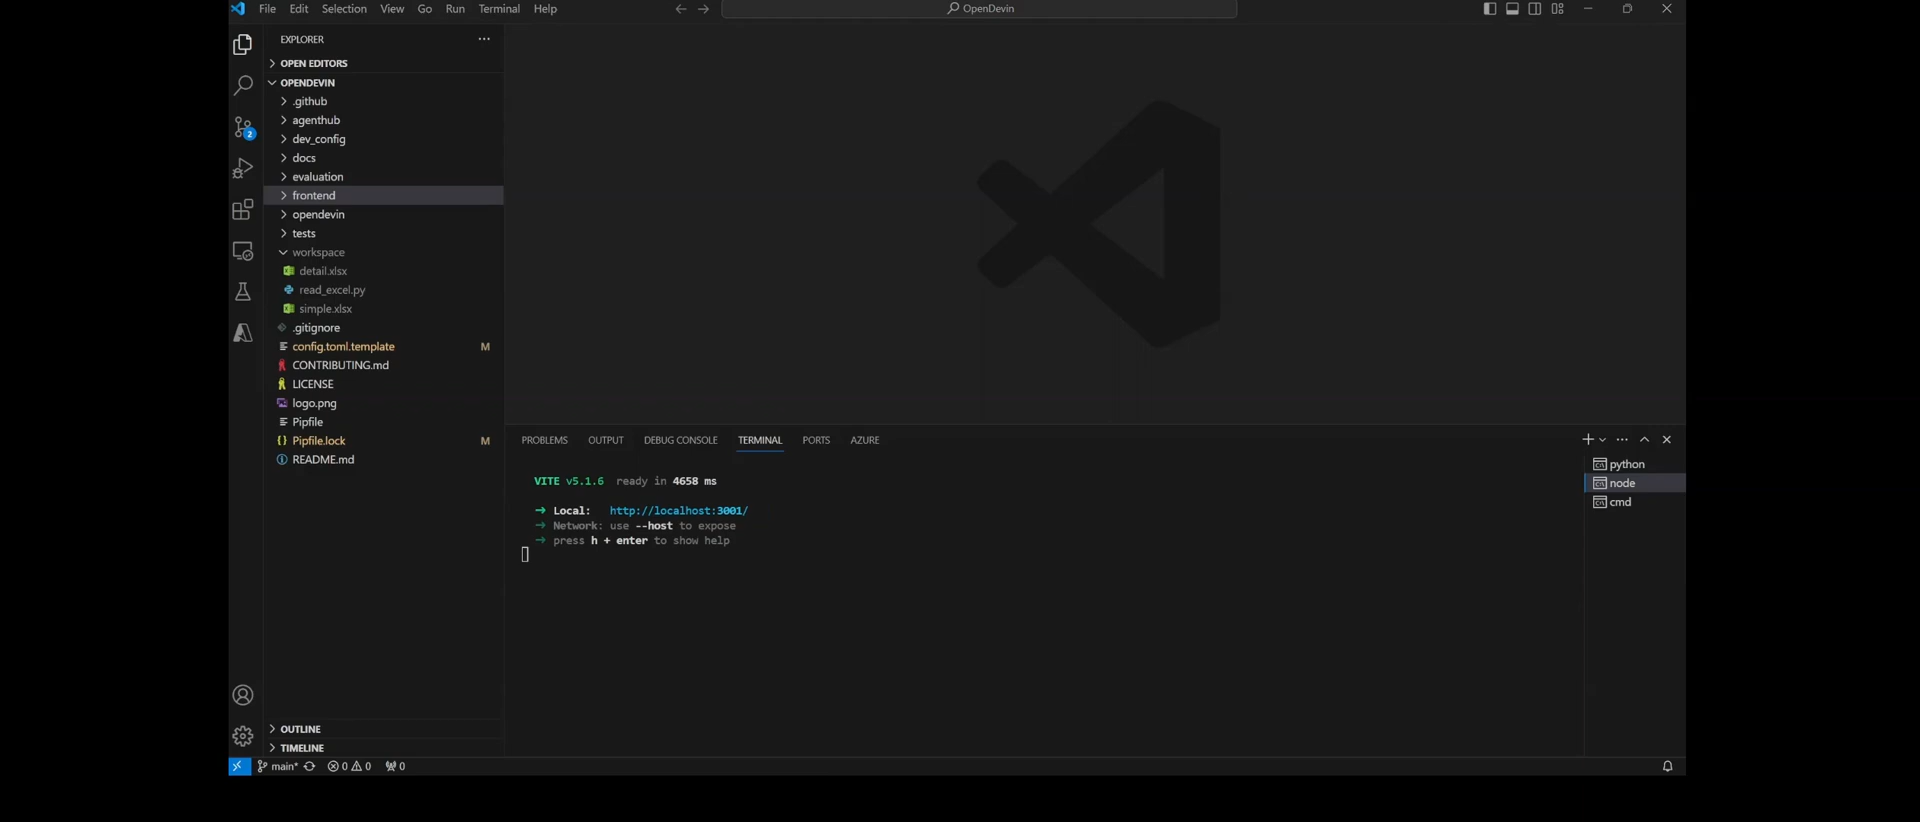 File Edit Selection View Go Run Terminal Help
OpenDevin
EXPLORER
OPEN EDITORS
OPENDEVIN
.github
agenthub
dev_config
docs
evaluation
frontend
opendevin
tests
workspace
detail.xlsx
read_excel.py
simple.xlsx
.gitignore
config.toml.template M
CONTRIBUTING.md
LICENSE
logo.png
Pipfile
Pipfile.lock M
README.md
OUTLINE
TIMELINE
2
PROBLEMS OUTPUT DEBUG CONSOLE TERMINAL PORTS AZURE
VITE v5.1.6 ready in 4658 ms
➜ Local: http://localhost:3001/
➜ Network: use --host to expose
➜ press h + enter to show help
python
node
cmd
main* 0 0 0